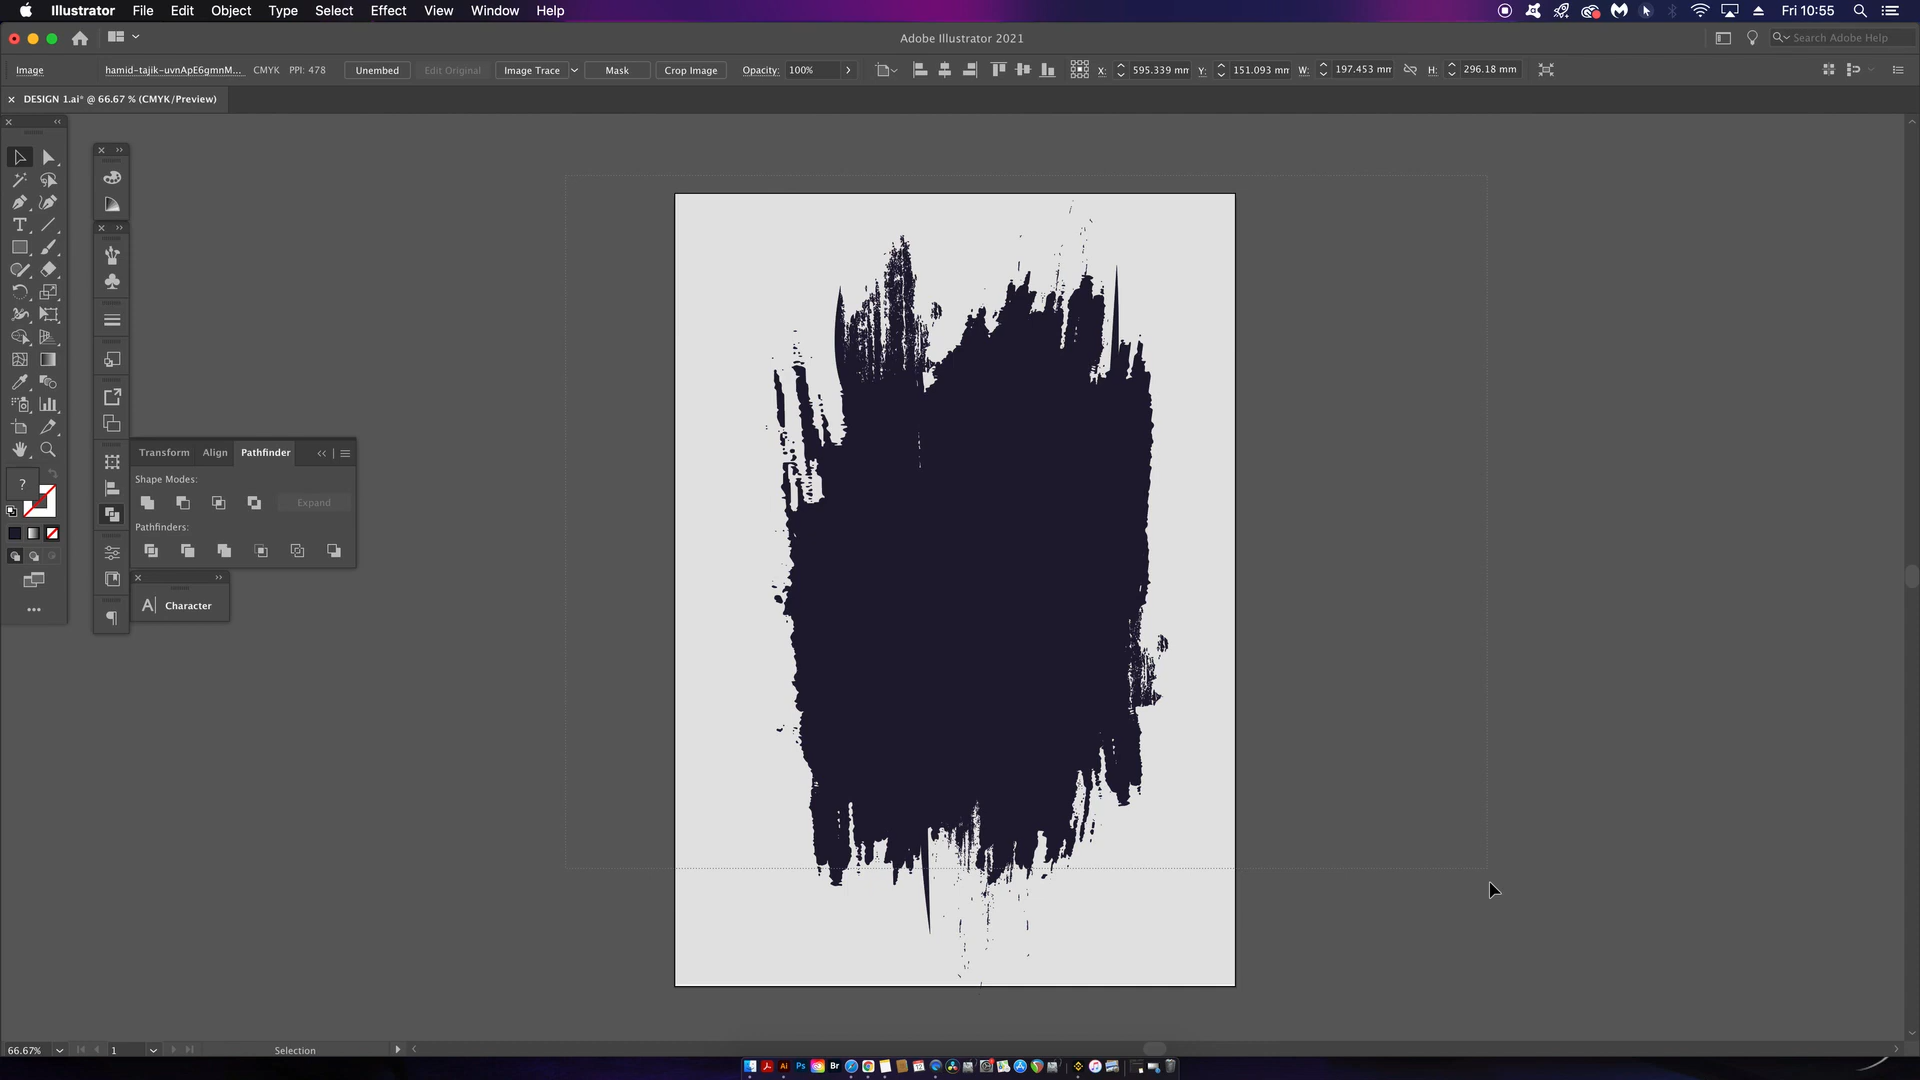 Illustrator File Edit Object Type Select Effect View Window Help Fri 10:55
Adobe Illustrator 2021 Search Adobe Help
Image hamid-tajik-uvnApE6gmnM... CMYK PPI: 478 Unembed Edit Original Image Trace Mask Crop Image Opacity: 100% X: 595.339 mm Y: 151.093 mm W: 197.453 mm H: 296.18 mm
DESIGN 1.ai* @ 66.67 % (CMYK/Preview)
Transform Align Pathfinder
Shape Modes:
Expand
Pathfinders:
Character
66.67% 1 Selection